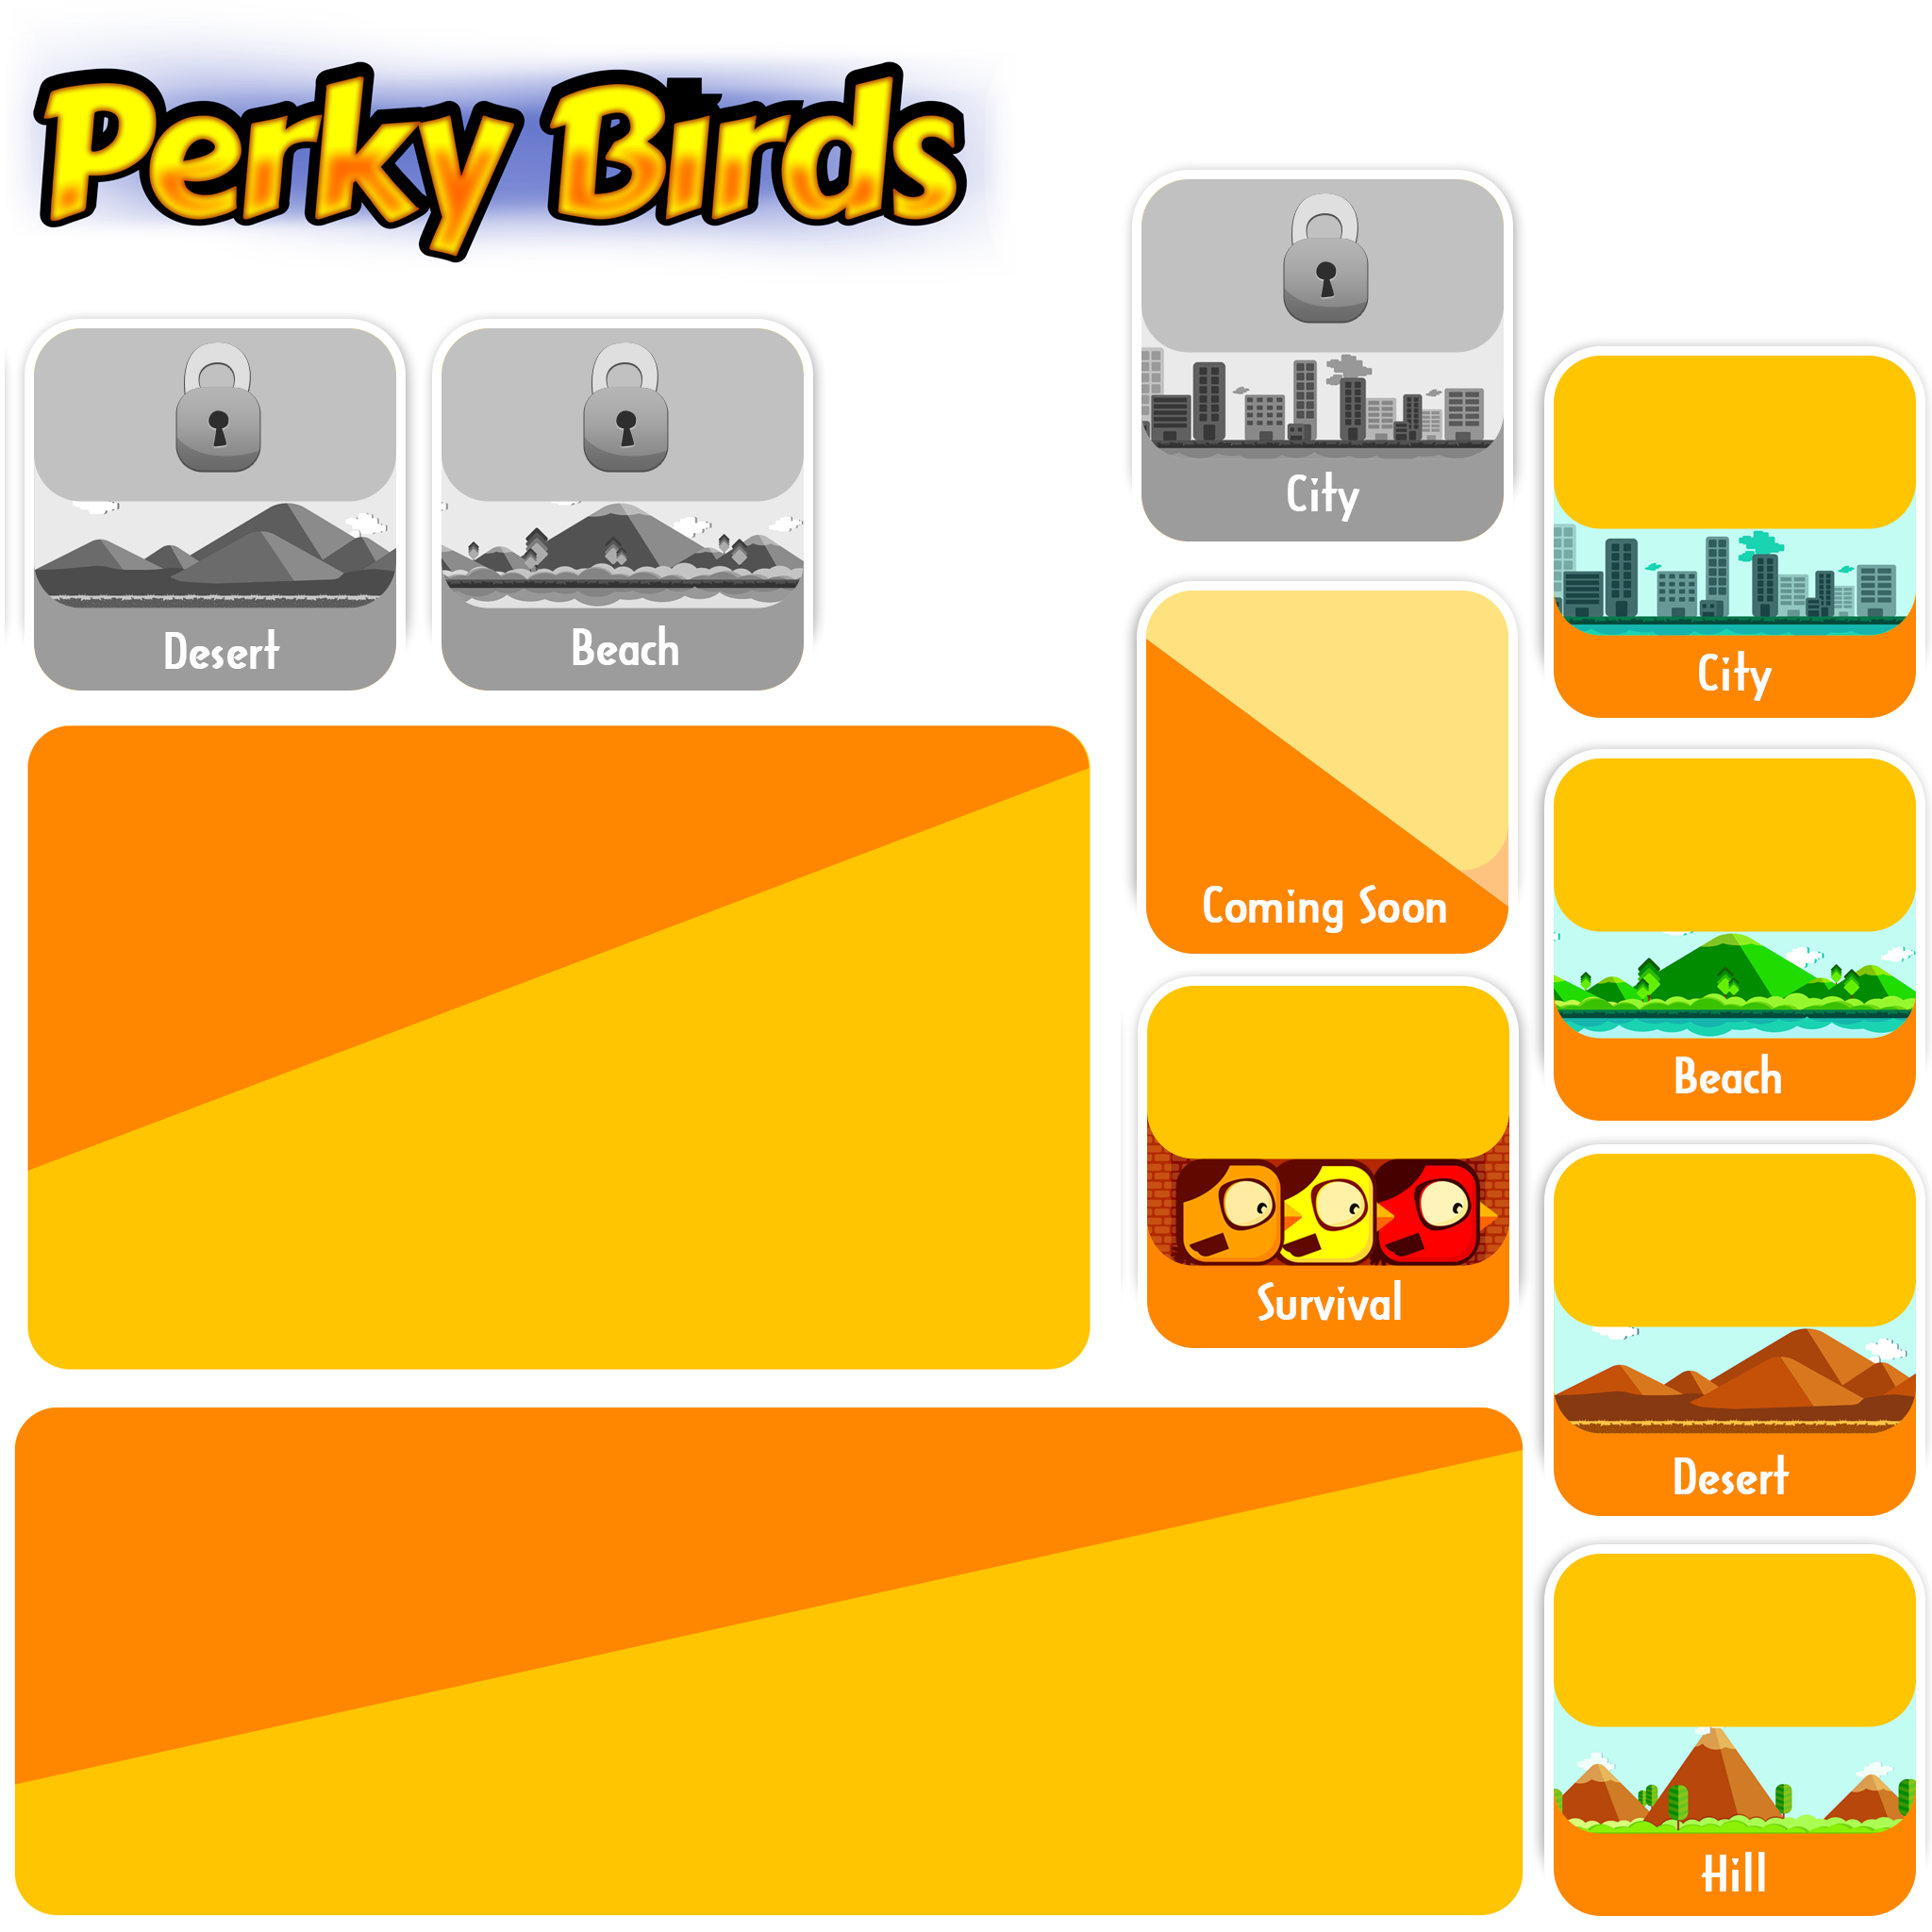 Perky Birds
Desert
Beach
City
Coming Soon
Survival
City
Beach
Desert
Hill